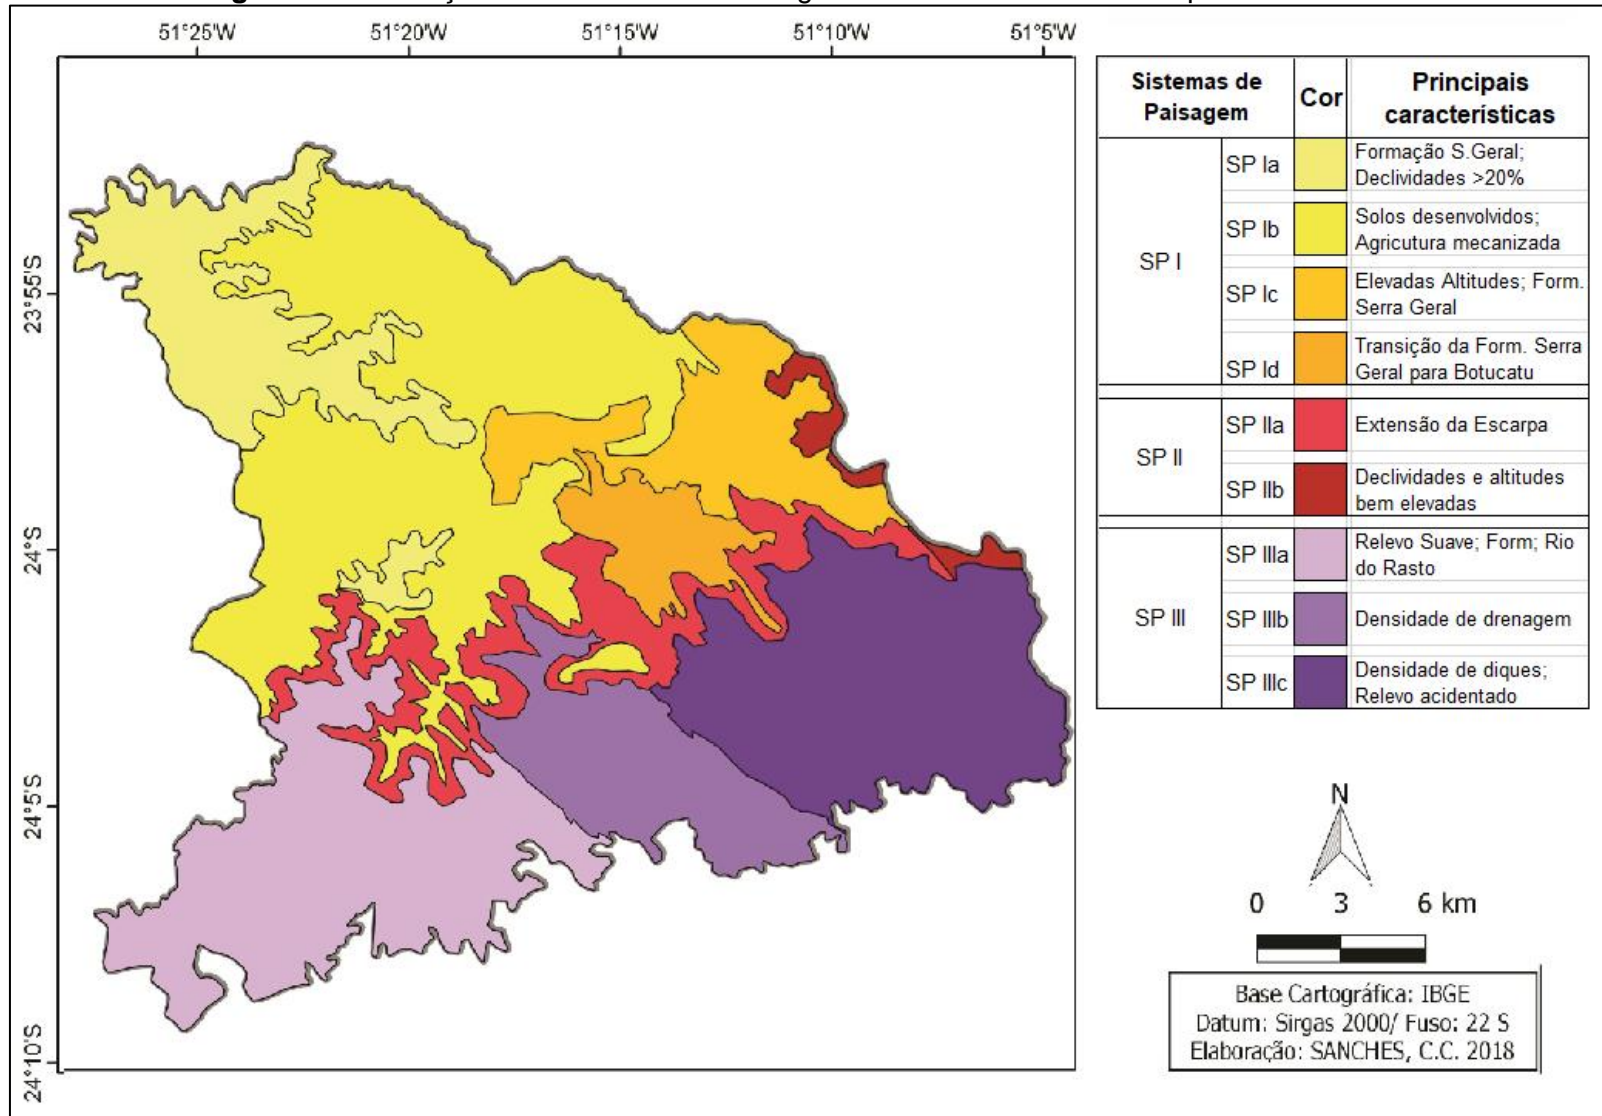 51°25'W 51°20'W 51°15'W 51°10'W 51°5'W
23°55'S
24°S
24°5'S
24°10'S
Sistemas de
Paisagem
Cor
Principais
característísticas
SP I
SP Ia
Formação S.Geral;
Declividades >20%
SP Ib
Solos desenvolvidos;
Agricutura mecanizada
SP Ic
Elevadas Altitudes; Form.
Serra Geral
SP Id
Transição da Form. Serra
Geral para Botucatu
SP II
SP IIa
Extensão da Escarpa
SP IIb
Declividades e altitudes
bem elevadas
SP III
SP IIIa
Relevo Suave; Form; Rio
do Rasto
SP IIIb
Densidade de drenagem
SP IIIc
Densidade de diques;
Relevo acidentado
N
0 3 6 km
Base Cartográfica: IBGE
Datum: Sirgas 2000/ Fuso: 22 S
Elaboração: SANCHES, C.C. 2018